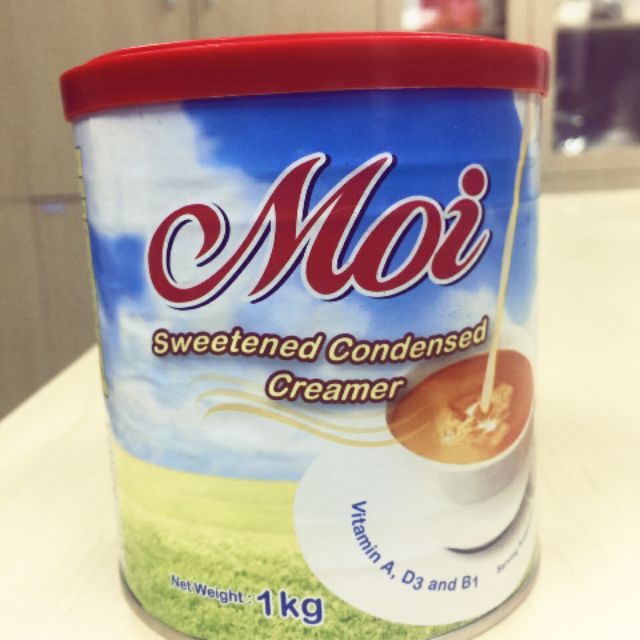 Moi
Sweetened Condensed
Creamer
Vitamin A, D3 and B1
Net Weight : 1kg